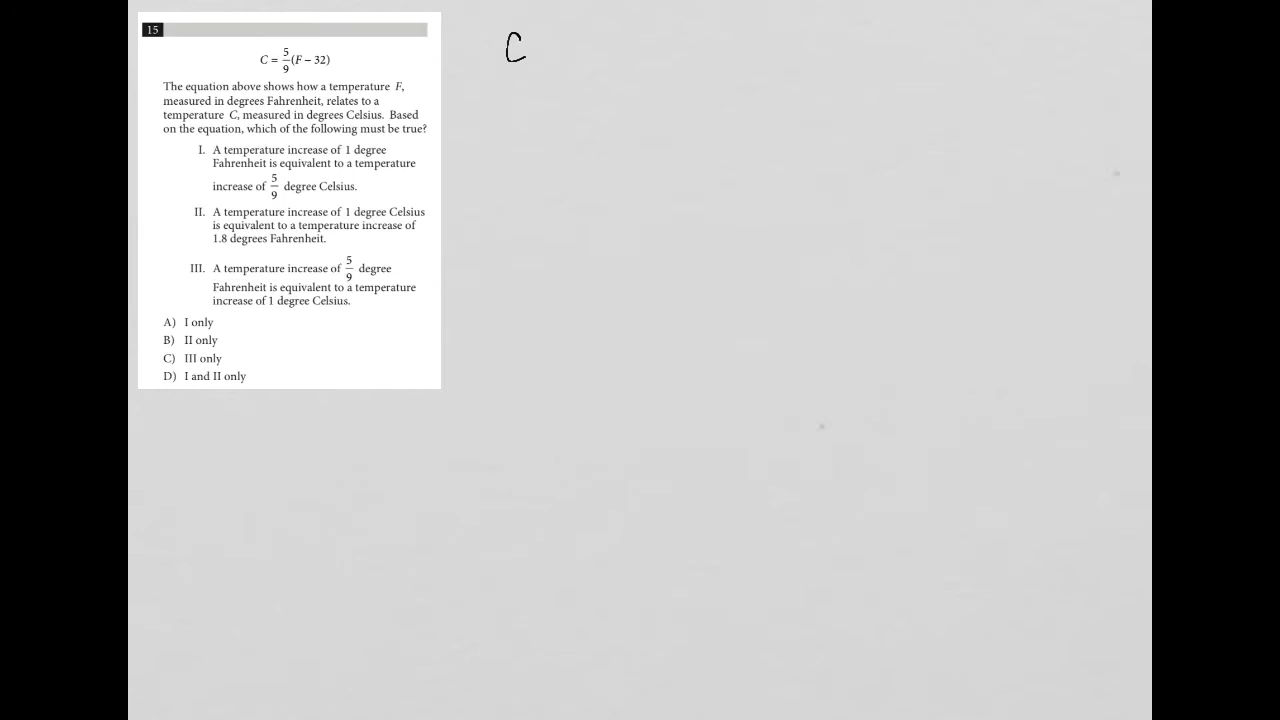 15
C = 5/9 (F – 32)
The equation above shows how a temperature F,
measured in degrees Fahrenheit, relates to a
temperature C, measured in degrees Celsius. Based
on the equation, which of the following must be true?
I. A temperature increase of 1 degree
Fahrenheit is equivalent to a temperature
increase of 5/9 degree Celsius.
II. A temperature increase of 1 degree Celsius
is equivalent to a temperature increase of
1.8 degrees Fahrenheit.
III. A temperature increase of 5/9 degree
Fahrenheit is equivalent to a temperature
increase of 1 degree Celsius.
A) I only
B) II only
C) III only
D) I and II only
C